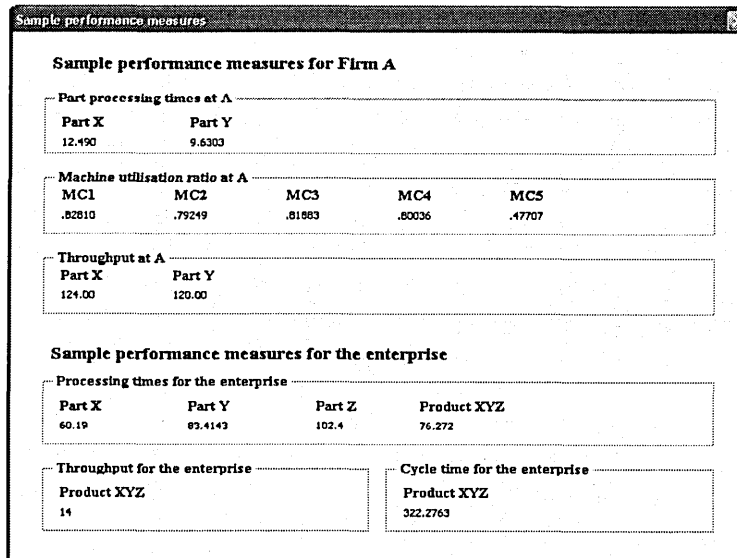 Sample performance measures
Sample performance measures for Firm A
Part processing times at A
Part X Part Y
12.490 9.6303
Machine utilisation ratio at A
MC1 MC2 MC3 MC4 MC5
.82810 .79249 .81883 .80036 .47707
Throughput at A
Part X Part Y
124.00 120.00
Sample performance measures for the enterprise
Processing times for the enterprise
Part X Part Y Part Z Product XYZ
60.19 83.4143 102.4 76.272
Throughput for the enterprise
Product XYZ
14
Cycle time for the enterprise
Product XYZ
322.2763